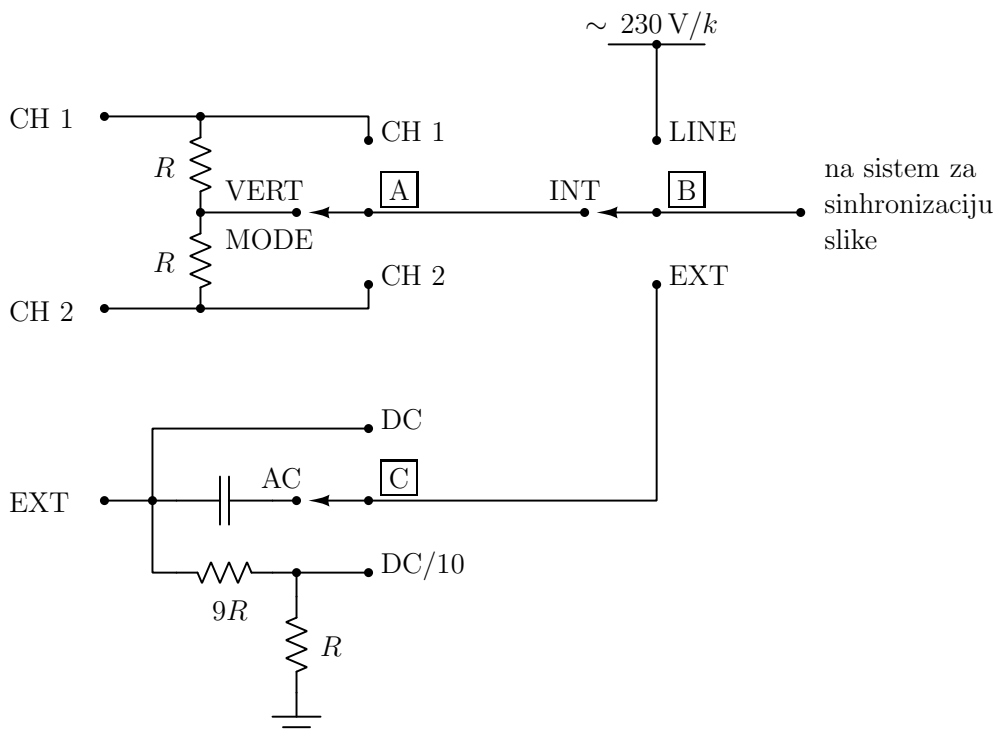 ~ 230 V/k
CH 1
CH 1
LINE
R
VERT
A
INT
B
na sistem za
sinhronizaciju
slike
R
MODE
CH 2
EXT
CH 2
DC
EXT
AC
C
DC/10
9R
R